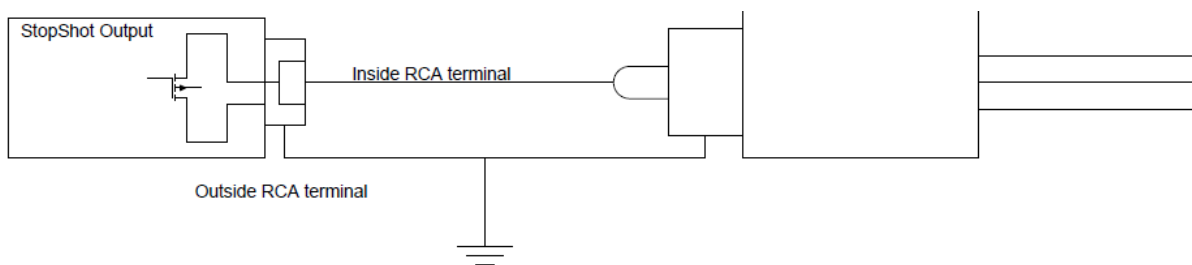 StopShot Output
Inside RCA terminal
Outside RCA terminal